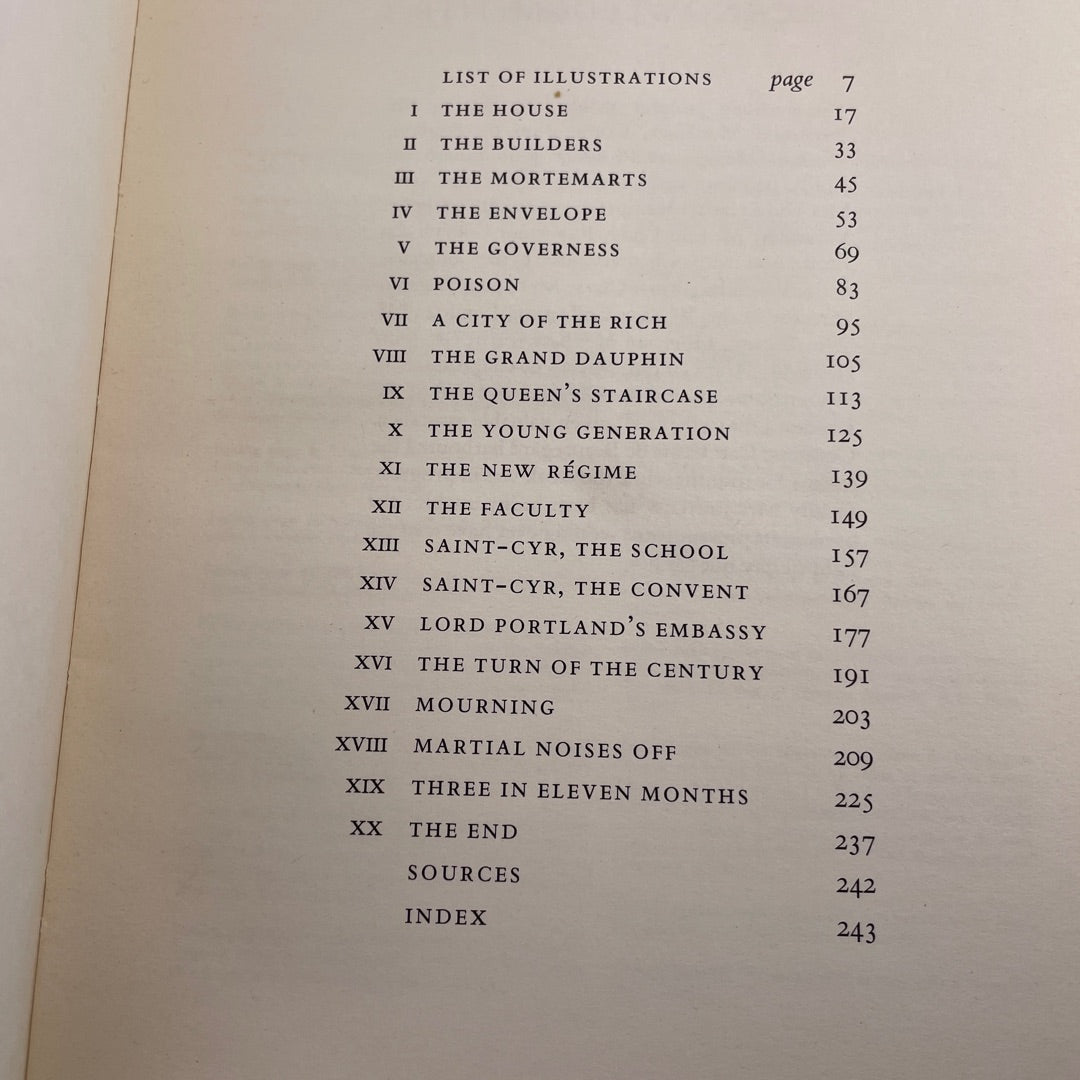 LIST OF ILLUSTRATIONS page 7
I THE HOUSE 17
II THE BUILDERS 33
III THE MORTEMARTS 45
IV THE ENVELOPE 53
V THE GOVERNESS 69
VI POISON 83
VII A CITY OF THE RICH 95
VIII THE GRAND DAUPHIN 105
IX THE QUEEN'S STAIRCASE 113
X THE YOUNG GENERATION 125
XI THE NEW RÉGIME 139
XII THE FACULTY 149
XIII SAINT-CYR, THE SCHOOL 157
XIV SAINT-CYR, THE CONVENT 167
XV LORD PORTLAND'S EMBASSY 177
XVI THE TURN OF THE CENTURY 191
XVII MOURNING 203
XVIII MARTIAL NOISES OFF 209
XIX THREE IN ELEVEN MONTHS 225
XX THE END 237
SOURCES 242
INDEX 243